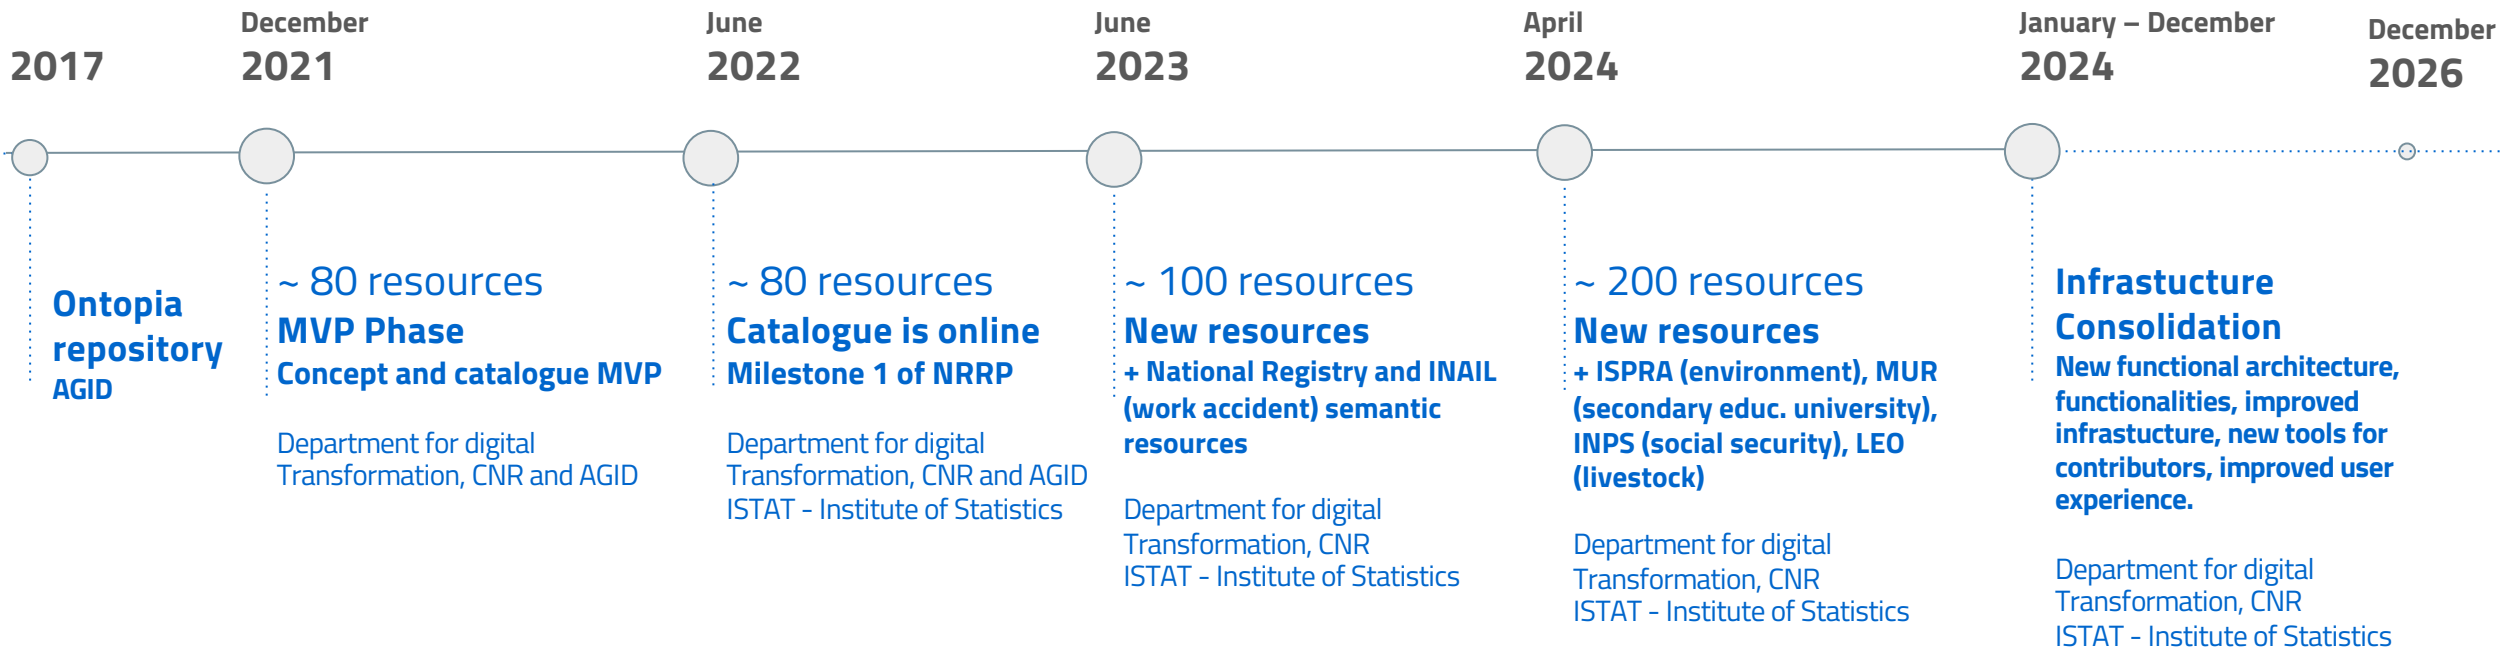 2017
Ontopia
repository
AGID
December
2021
~ 80 resources
MVP Phase
Concept and catalogue MVP
Department for digital
Transformation, CNR and AGID
June
2022
~ 80 resources
Catalogue is online
Milestone 1 of NRRP
Department for digital
Transformation, CNR and AGID
ISTAT - Institute of Statistics
June
2023
~ 100 resources
New resources
+ National Registry and INAIL
(work accident) semantic
resources
Department for digital
Transformation, CNR
ISTAT - Institute of Statistics
April
2024
~ 200 resources
New resources
+ ISPRA (environment), MUR
(secondary educ. university),
INPS (social security), LEO
(livestock)
Department for digital
Transformation, CNR
ISTAT - Institute of Statistics
January – December
2024
Infrastucture
Consolidation
New functional architecture,
functionalities, improved
infrastucture, new tools for
contributors, improved user
experience.
Department for digital
Transformation, CNR
ISTAT - Institute of Statistics
December
2026